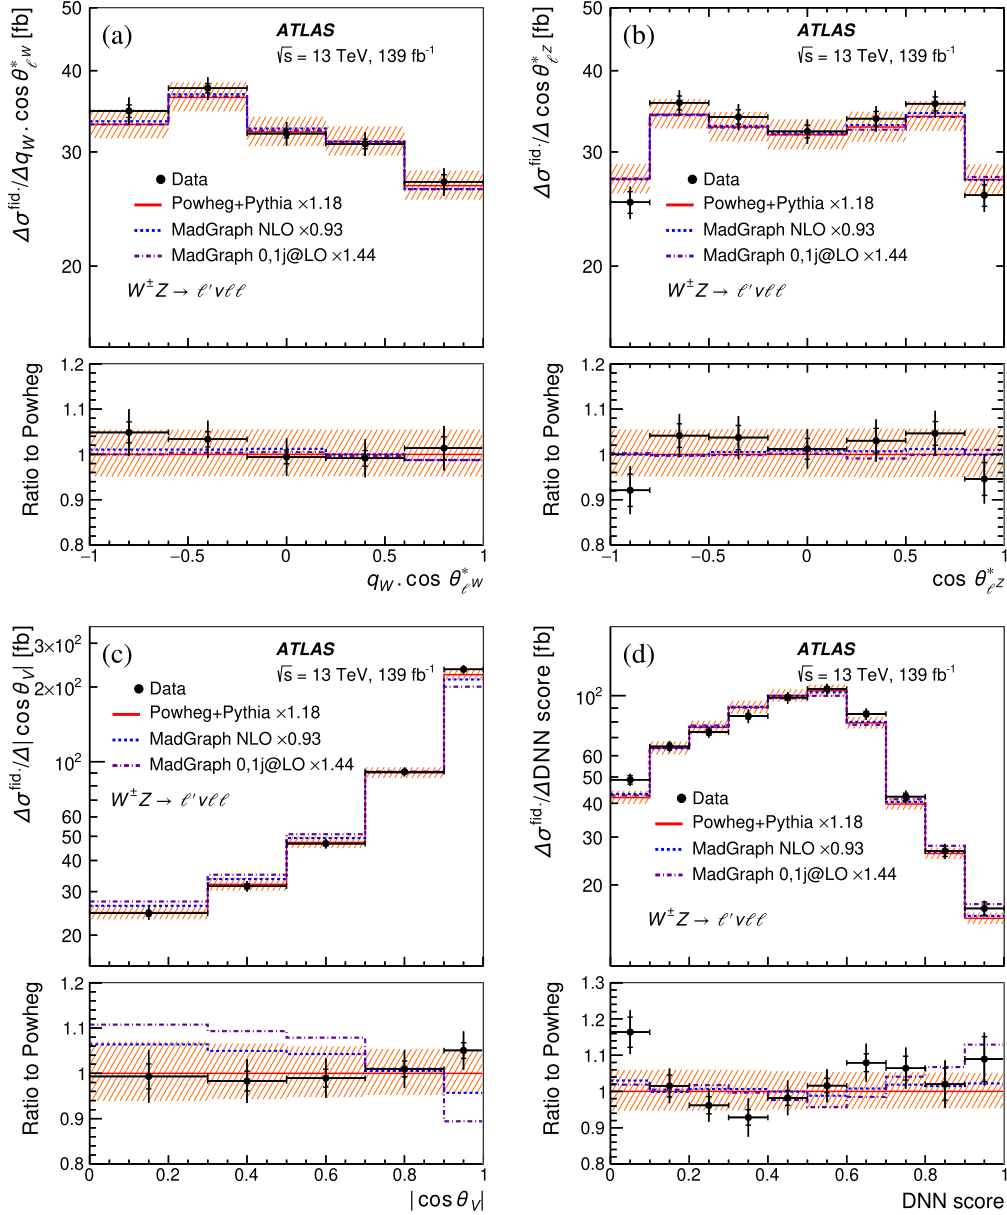 (a)
ATLAS
√s = 13 TeV, 139 fb⁻¹
Δσ^fid./Δq_W . cos θ*_ℓW [fb]
50
40
30
20
Data
Powheg+Pythia ×1.18
MadGraph NLO ×0.93
MadGraph 0,1j@LO ×1.44
W±Z → ℓ′νℓℓ
Ratio to Powheg
1.2
1.1
1
0.9
0.8
−1 −0.5 0 0.5 1
q_W . cos θ*_ℓW
(b)
ATLAS
√s = 13 TeV, 139 fb⁻¹
Δσ^fid./Δ cos θ*_ℓZ [fb]
50
40
30
20
Data
Powheg+Pythia ×1.18
MadGraph NLO ×0.93
MadGraph 0,1j@LO ×1.44
W±Z → ℓ′νℓℓ
Ratio to Powheg
1.2
1.1
1
0.9
0.8
−1 −0.5 0 0.5 1
cos θ*_ℓZ
(c)
ATLAS
√s = 13 TeV, 139 fb⁻¹
Δσ^fid./Δ| cos θ_V| [fb]
3×10²
2×10²
10²
60
50
40
30
20
Data
Powheg+Pythia ×1.18
MadGraph NLO ×0.93
MadGraph 0,1j@LO ×1.44
W±Z → ℓ′νℓℓ
Ratio to Powheg
1.2
1.1
1
0.9
0.8
0 0.2 0.4 0.6 0.8 1
|cos θ_V|
(d)
ATLAS
√s = 13 TeV, 139 fb⁻¹
Δσ^fid./ΔDNN score [fb]
10²
60
50
40
30
20
Data
Powheg+Pythia ×1.18
MadGraph NLO ×0.93
MadGraph 0,1j@LO ×1.44
W±Z → ℓ′νℓℓ
Ratio to Powheg
1.3
1.2
1.1
1
0.9
0.8
0 0.2 0.4 0.6 0.8 1
DNN score